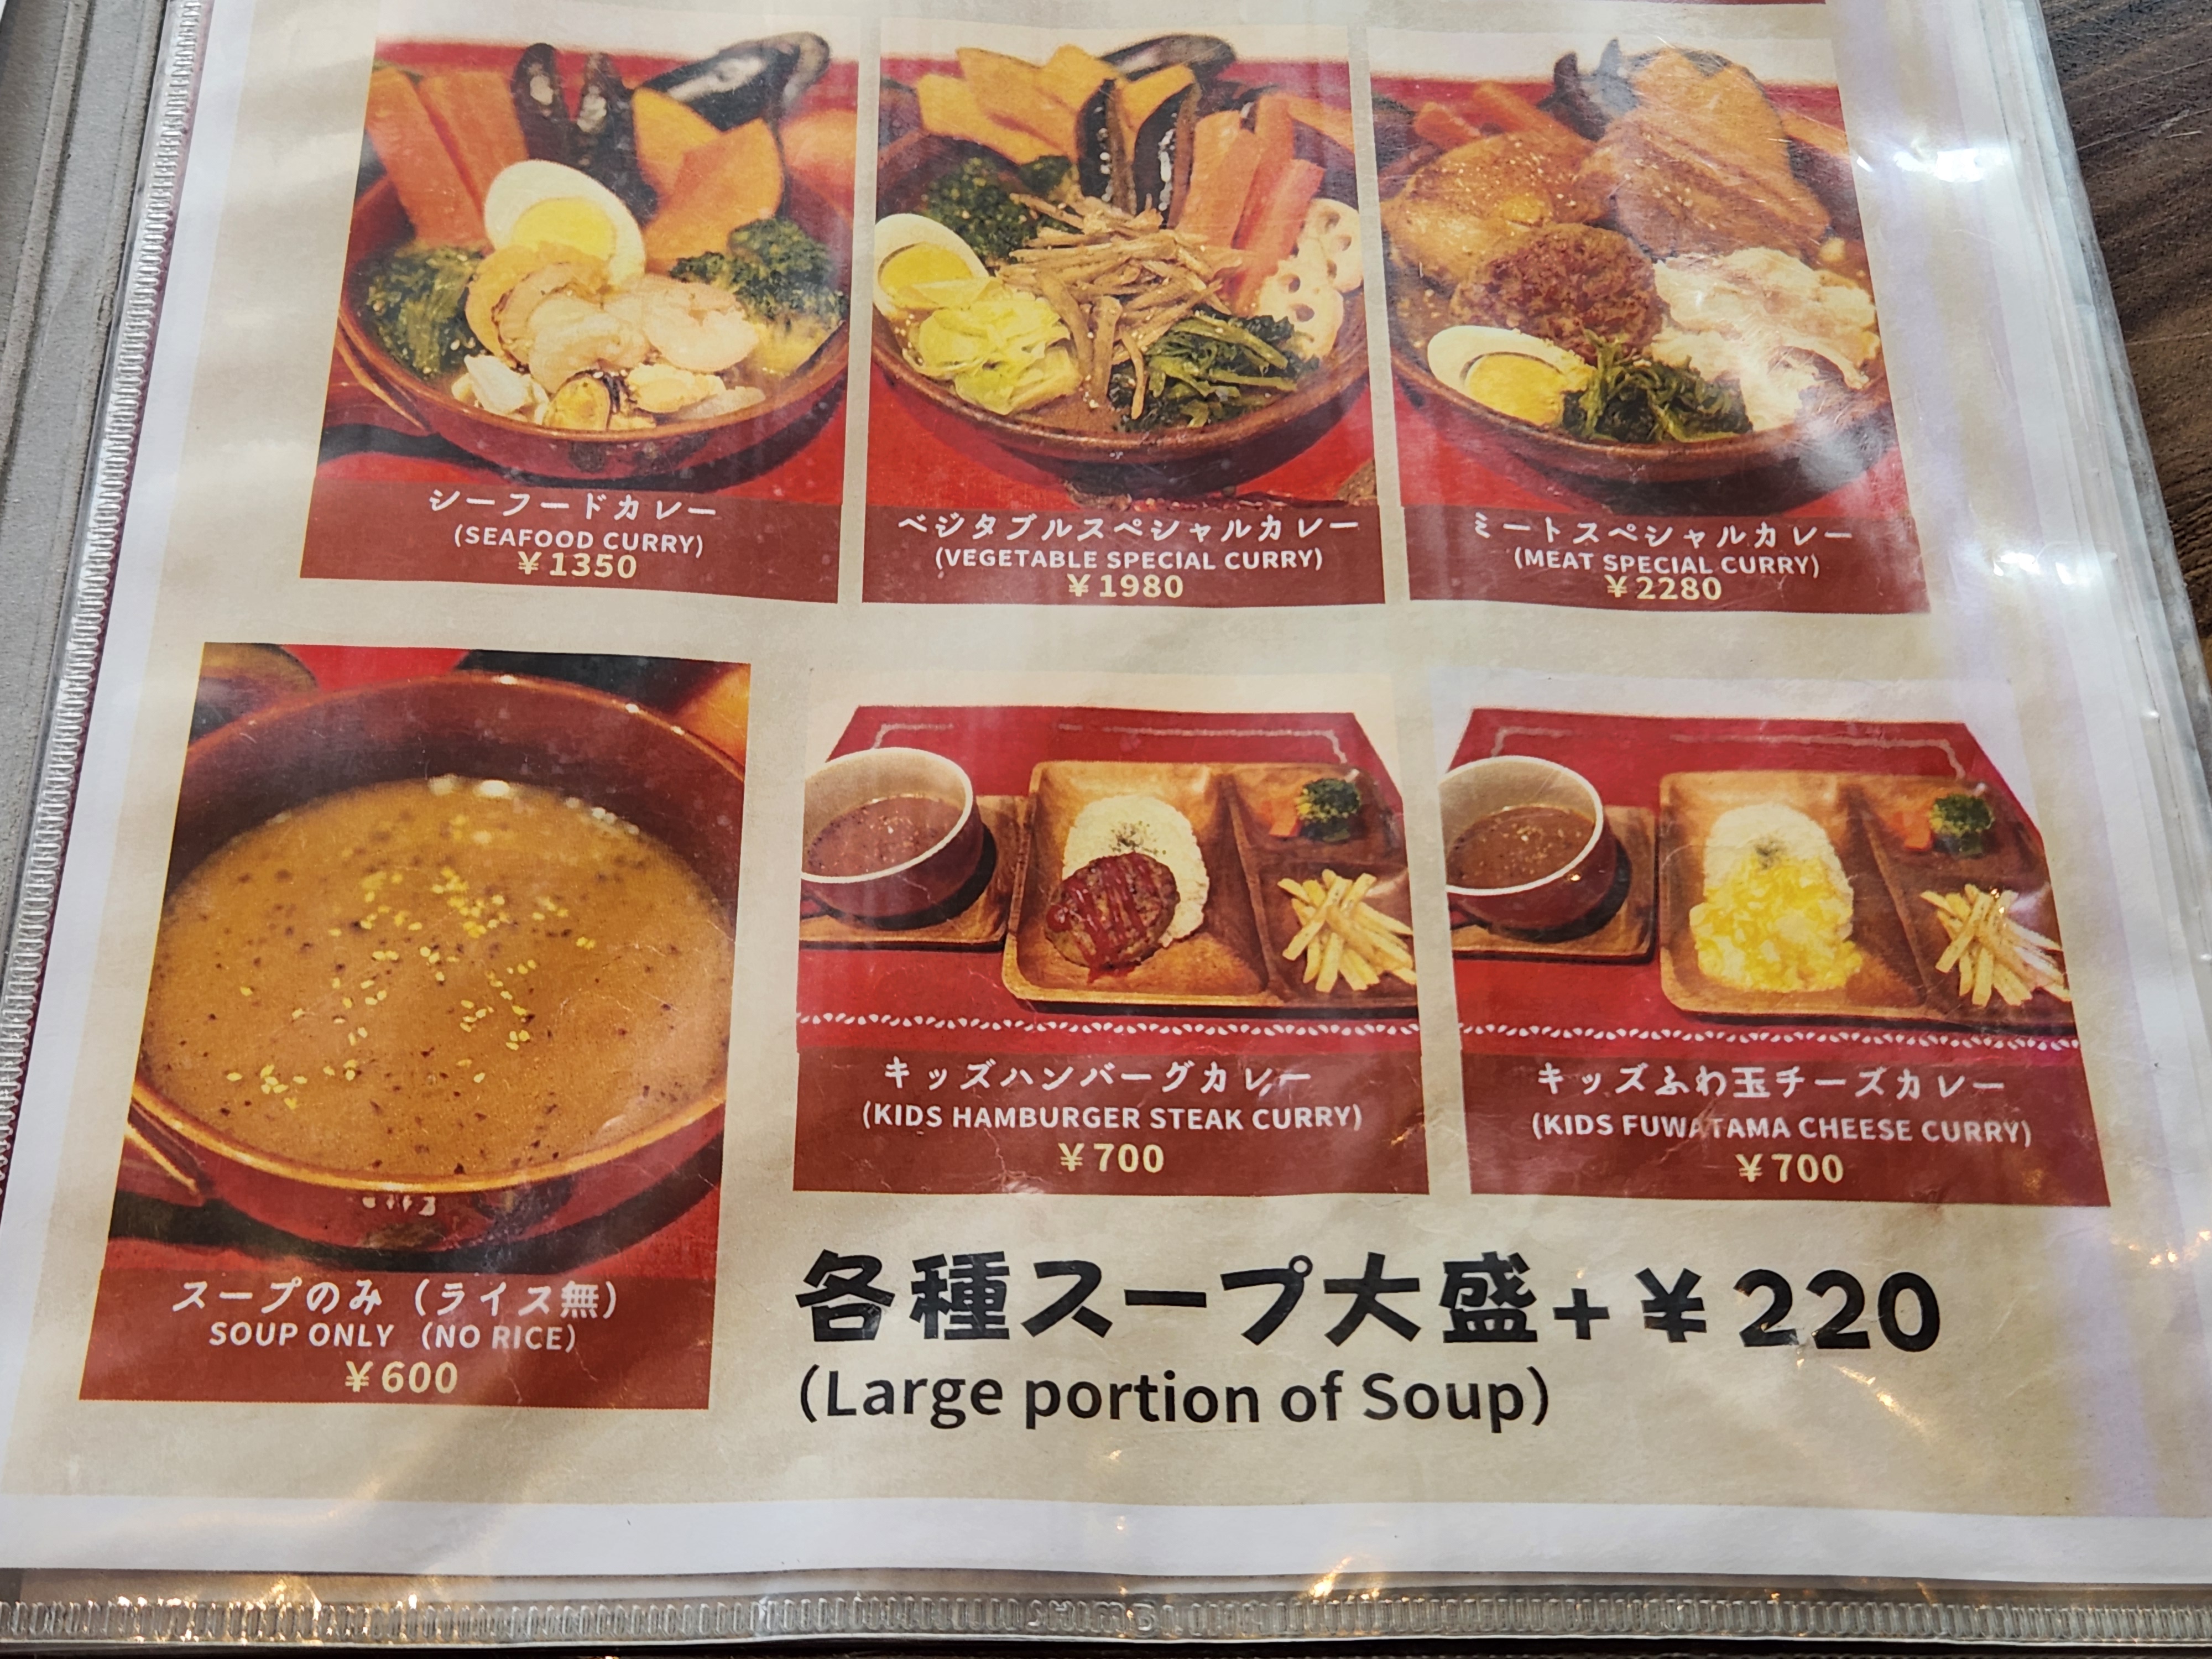 シーフードカレー
(SEAFOOD CURRY)
¥1350
ベジタブルスペシャルカレー
(VEGETABLE SPECIAL CURRY)
¥1980
ミートスペシャルカレー
(MEAT SPECIAL CURRY)
¥2280
スープのみ（ライス無）
SOUP ONLY （NO RICE）
¥600
キッズハンバーグカレー
(KIDS HAMBURGER STEAK CURRY)
¥700
キッズふわ玉チーズカレー
(KIDS FUWATAMA CHEESE CURRY)
¥700
各種スープ大盛+¥220
（Large portion of Soup）